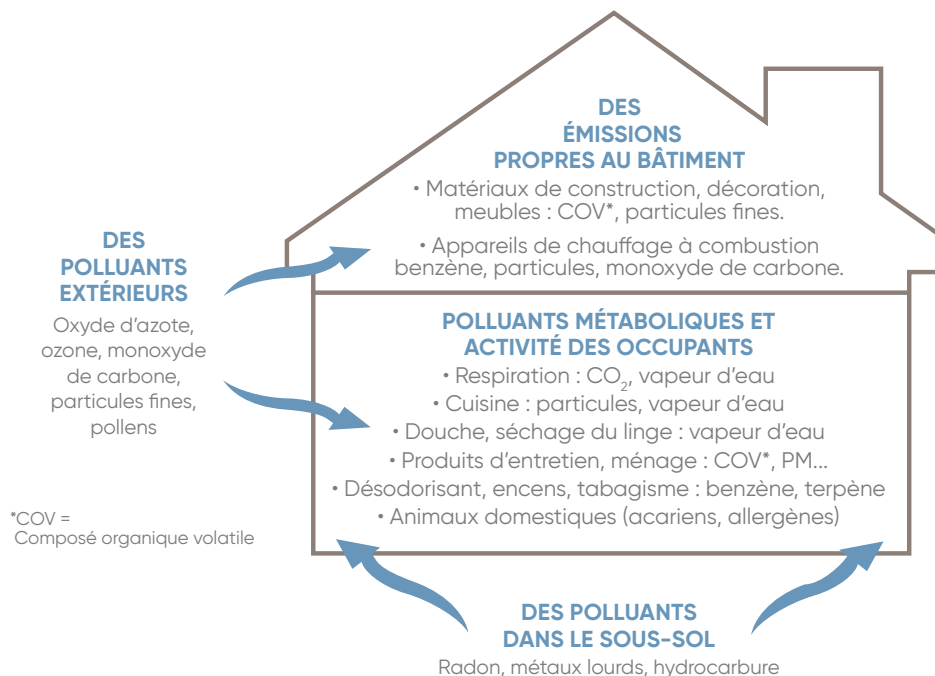 DES
ÉMISSIONS
PROPRES AU BÂTIMENT
• Matériaux de construction, décoration,
meubles : COV*, particules fines.
• Appareils de chauffage à combustion
benzène, particules, monoxyde de carbone.
DES
POLLUANTS
EXTÉRIEURS
Oxyde d'azote,
ozone, monoxyde
de carbone,
particules fines,
pollens
POLLUANTS MÉTABOLIQUES ET
ACTIVITÉ DES OCCUPANTS
• Respiration : CO₂, vapeur d'eau
• Cuisine : particules, vapeur d'eau
• Douche, séchage du linge : vapeur d'eau
• Produits d'entretien, ménage : COV*, PM...
• Désodorisant, encens, tabagisme : benzène, terpène
• Animaux domestiques (acariens, allergènes)
*COV =
Composé organique volatile
DES POLLUANTS
DANS LE SOUS-SOL
Radon, métaux lourds, hydrocarbure